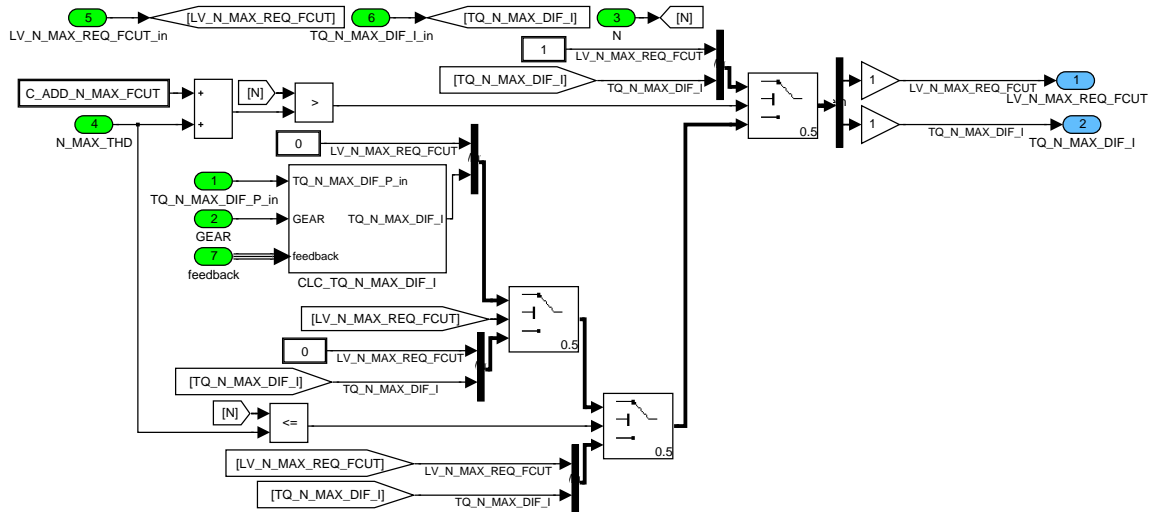 5
[LV_N_MAX_REQ_FCUT]
LV_N_MAX_REQ_FCUT_in
6
[TQ_N_MAX_DIF_I]
TQ_N_MAX_DIF_I_in
3
[N]
N
1
LV_N_MAX_REQ_FCUT
[TQ_N_MAX_DIF_I]
TQ_N_MAX_DIF_I
C_ADD_N_MAX_FCUT
+
+
[N]
>
4
N_MAX_THD
0.5
1
LV_N_MAX_REQ_FCUT
1
LV_N_MAX_REQ_FCUT
1
TQ_N_MAX_DIF_I
2
TQ_N_MAX_DIF_I
0
LV_N_MAX_REQ_FCUT
1
TQ_N_MAX_DIF_P_in
TQ_N_MAX_DIF_P_in
2
GEAR
GEAR
TQ_N_MAX_DIF_I
7
feedback
feedback
CLC_TQ_N_MAX_DIF_I
[LV_N_MAX_REQ_FCUT]
0.5
0
LV_N_MAX_REQ_FCUT
[TQ_N_MAX_DIF_I]
TQ_N_MAX_DIF_I
[N]
<=
0.5
[LV_N_MAX_REQ_FCUT]
LV_N_MAX_REQ_FCUT
[TQ_N_MAX_DIF_I]
TQ_N_MAX_DIF_I